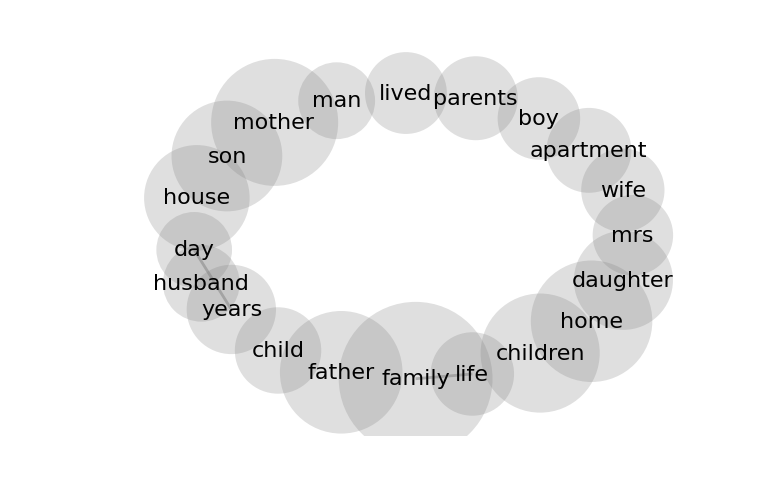 lived
man
parents
boy
mother
apartment
son
wife
house
mrs
day
daughter
husband
years
home
child
children
father
family
life